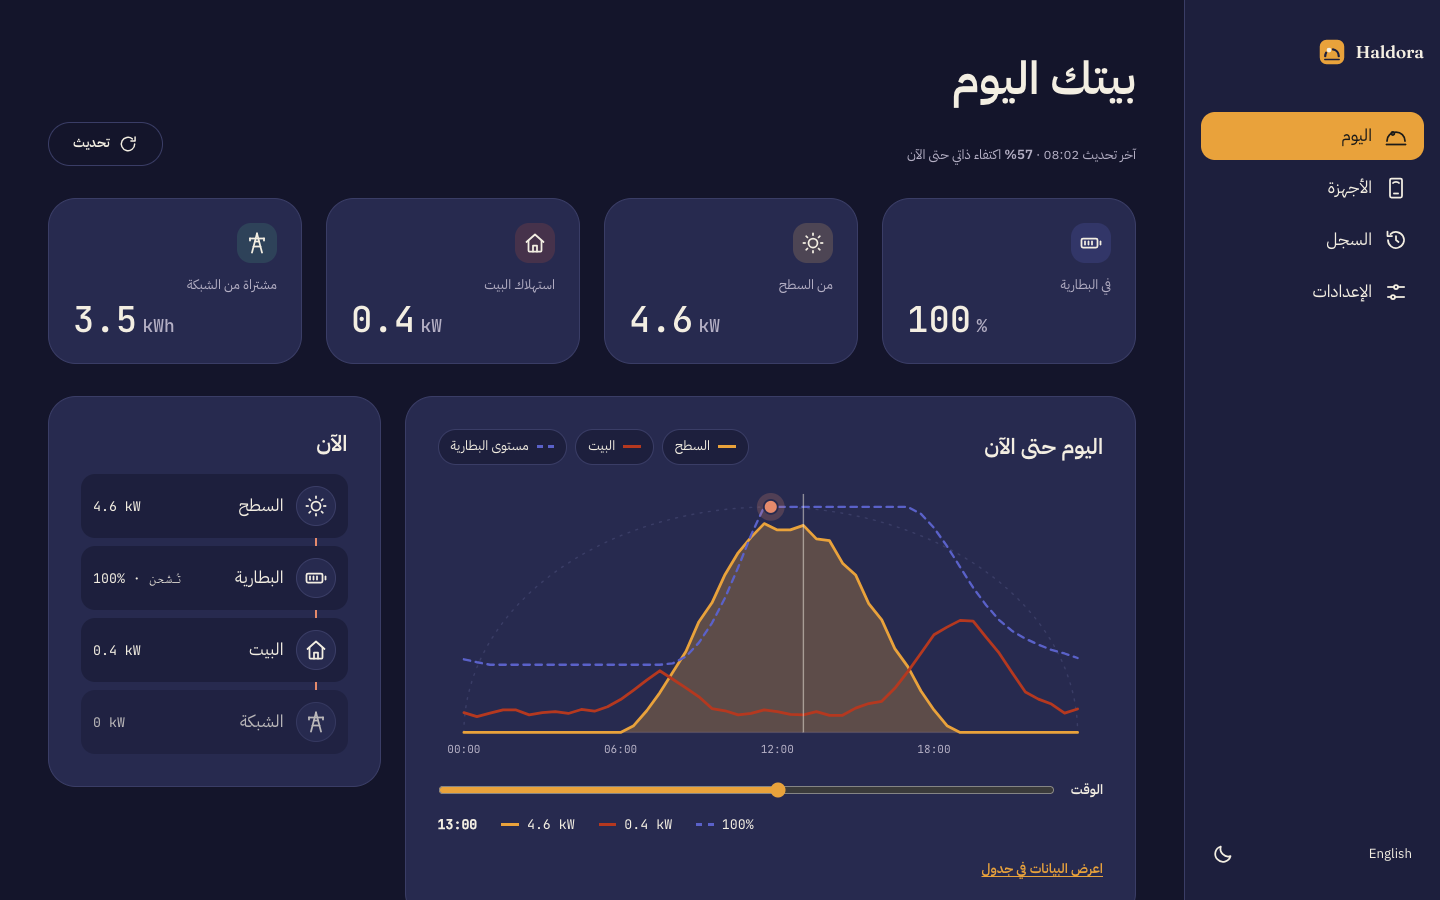 Haldora
اليوم
الأجهزة
السجل
الإعدادات
English
بيتك اليوم
آخر تحديث 08:02 · 57% اكتفاء ذاتي حتى الآن
تحديث
في البطارية
100 %
من السطح
4.6 kW
استهلاك البيت
0.4 kW
مشتراة من الشبكة
3.5 kWh
اليوم حتى الآن
السطح
البيت
مستوى البطارية
00:00 06:00 12:00 18:00
الوقت
13:00 4.6 kW 0.4 kW 100%
اعرض البيانات في جدول
الآن
السطح 4.6 kW
البطارية تُشحن · 100%
البيت 0.4 kW
الشبكة 0 kW